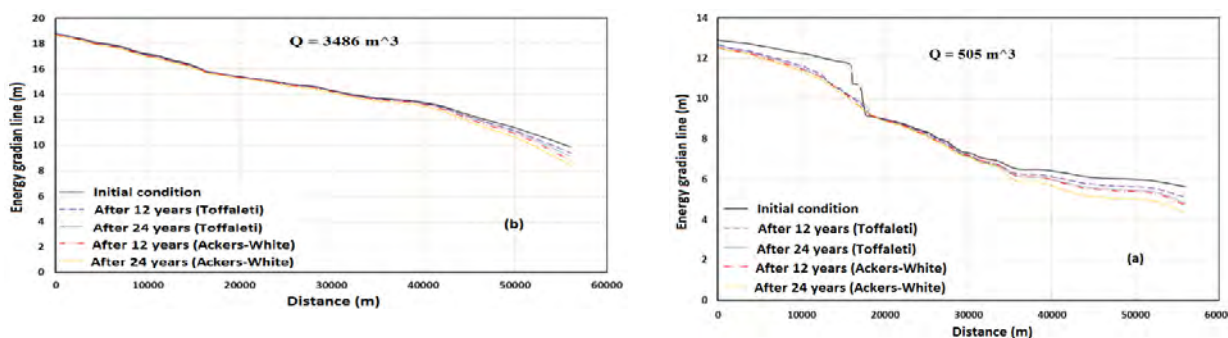 20
18
16
14
12
10
8
6
4
2
0
Energy gradian line (m)
Q = 3486 m^3
Initial condition
After 12 years (Toffaleti)
After 24 years (Toffaleti)
After 12 years (Ackers-White)
After 24 years (Ackers-White)
(b)
0 10000 20000 30000 40000 50000 60000
Distance (m)
14
12
10
8
6
4
2
0
Energy gradian line (m)
Q = 505 m^3
Initial condition
After 12 years (Toffaleti)
After 24 years (Toffaleti)
After 12 years (Ackers-White)
After 24 years (Ackers-White)
(a)
0 10000 20000 30000 40000 50000 6000
Distance (m)